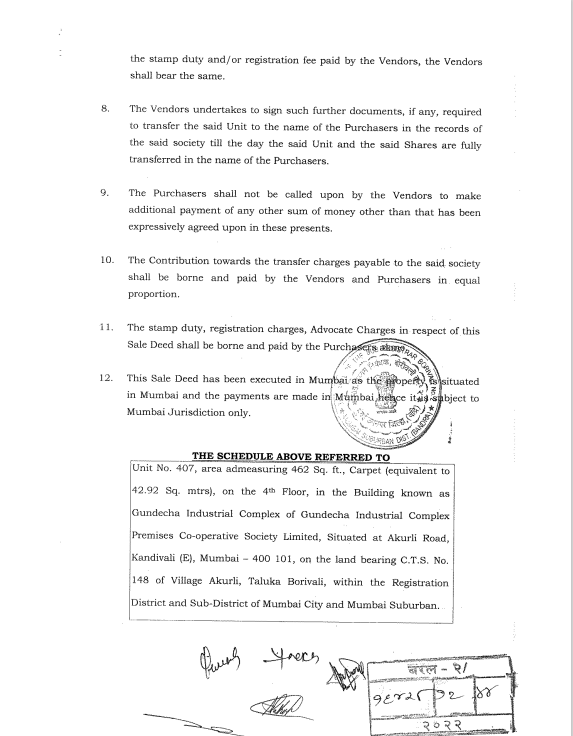 the stamp duty and/or registration fee paid by the Vendors, the Vendors
shall bear the same.
8. The Vendors undertakes to sign such further documents, if any, required
to transfer the said Unit to the name of the Purchasers in the records of
the said society till the day the said Unit and the said Shares are fully
transferred in the name of the Purchasers.
9. The Purchasers shall not be called upon by the Vendors to make
additional payment of any other sum of money other than that has been
expressively agreed upon in these presents.
10. The Contribution towards the transfer charges payable to the said society
shall be borne and paid by the Vendors and Purchasers in equal
proportion.
11. The stamp duty, registration charges, Advocate Charges in respect of this
Sale Deed shall be borne and paid by the Purchasers alone.
12. This Sale Deed has been executed in Mumbai as the property is situated
in Mumbai and the payments are made in Mumbai hence it is subject to
Mumbai Jurisdiction only.
THE SCHEDULE ABOVE REFERRED TO
Unit No. 407, area admeasuring 462 Sq. ft., Carpet (equivalent to
42.92 Sq. mtrs), on the 4th Floor, in the Building known as
Gundecha Industrial Complex of Gundecha Industrial Complex
Premises Co-operative Society Limited, Situated at Akurli Road,
Kandivali (E), Mumbai – 400 101, on the land bearing C.T.S. No.
148 of Village Akurli, Taluka Borivali, within the Registration
District and Sub-District of Mumbai City and Mumbai Suburban.
बरल - २/
२०२२